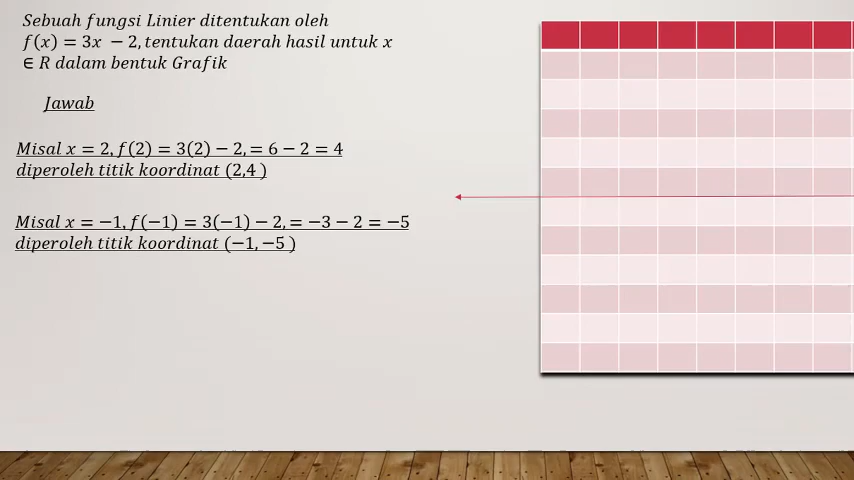 Sebuah fungsi Linier ditentukan oleh
f(x) = 3x − 2, tentukan daerah hasil untuk x
∈ R dalam bentuk Grafik
Jawab
Misal x = 2, f(2) = 3(2) − 2, = 6 − 2 = 4
diperoleh titik koordinat (2,4 )
Misal x = −1, f(−1) = 3(−1) − 2, = −3 − 2 = −5
diperoleh titik koordinat (−1, −5 )